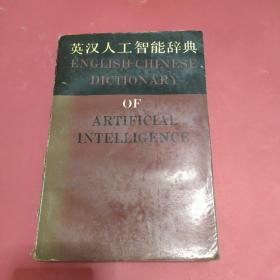 英汉人工智能辞典
ENGLISH-CHINESE
DICTIONARY
OF
ARTIFICIAL
INTELLIGENCE